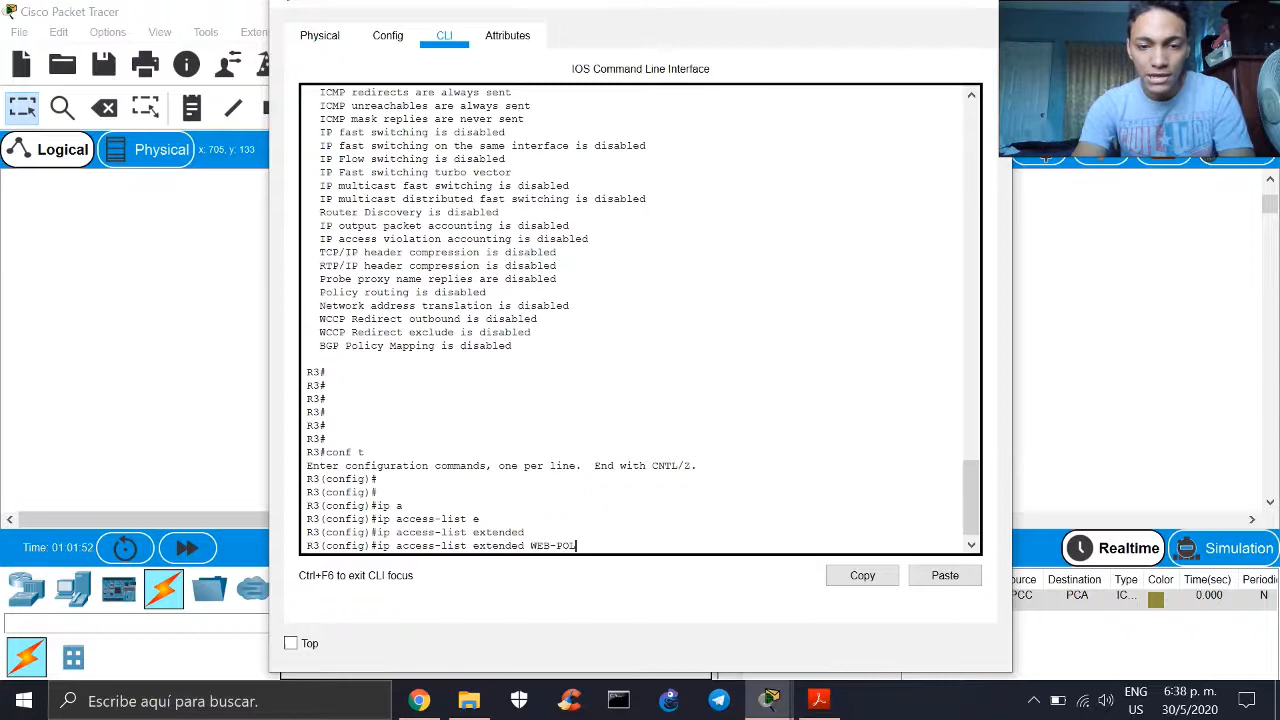 Cisco Packet Tracer
File Edit Options View Tools Exten
Logical Physical x: 705, y: 133
Physical Config CLI Attributes
IOS Command Line Interface
ICMP redirects are always sent
ICMP unreachables are always sent
ICMP mask replies are never sent
IP fast switching is disabled
IP fast switching on the same interface is disabled
IP Flow switching is disabled
IP Fast switching turbo vector
IP multicast fast switching is disabled
IP multicast distributed fast switching is disabled
Router Discovery is disabled
IP output packet accounting is disabled
IP access violation accounting is disabled
TCP/IP header compression is disabled
RTP/IP header compression is disabled
Probe proxy name replies are disabled
Policy routing is disabled
Network address translation is disabled
WCCP Redirect outbound is disabled
WCCP Redirect exclude is disabled
BGP Policy Mapping is disabled
R3#
R3#
R3#
R3#
R3#
R3#
R3#conf t
Enter configuration commands, one per line. End with CNTL/Z.
R3(config)#
R3(config)#
R3(config)#ip a
R3(config)#ip access-list e
R3(config)#ip access-list extended
R3(config)#ip access-list extended WEB-POL
Ctrl+F6 to exit CLI focus
Copy Paste
Top
Time: 01:01:52
Realtime Simulation
ource Destination Type Color Time(sec) Periodi
PCC PCA IC... 0.000 N
Escribe aquí para buscar.
ENG 6:38 p. m.
US 30/5/2020